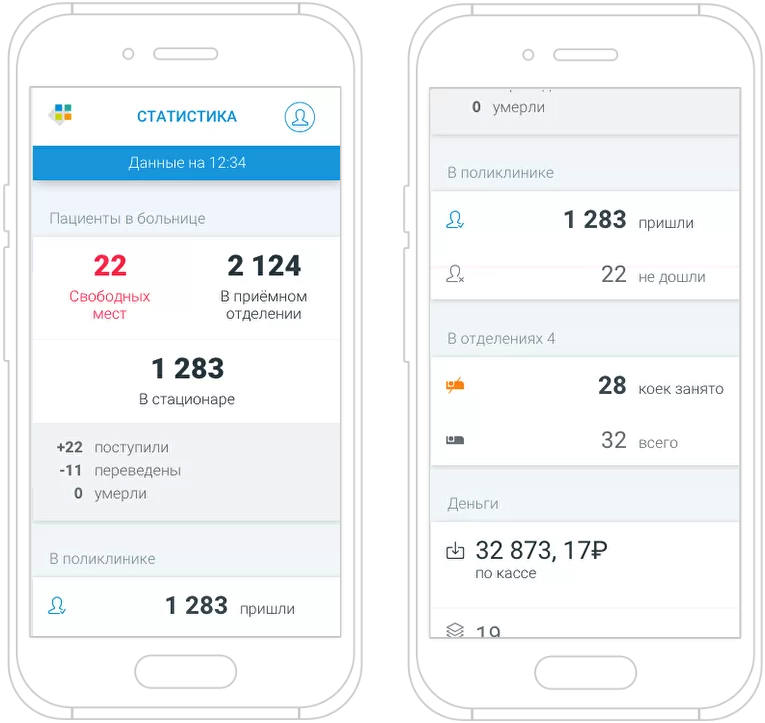 СТАТИСТИКА
Данные на 12:34
Пациенты в больнице
22
Свободных
мест
2 124
В приёмном
отделении
1 283
В стационаре
+22 поступили
-11 переведены
0 умерли
В поликлинике
1 283 пришли
0 умерли
В поликлинике
1 283 пришли
22 не дошли
В отделениях 4
28 коек занято
32 всего
Деньги
32 873, 17₽
по кассе
19